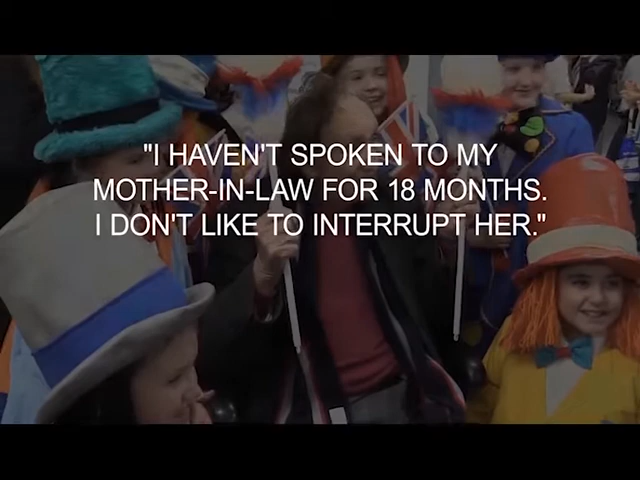 "I HAVEN'T SPOKEN TO MY
MOTHER-IN-LAW FOR 18 MONTHS.
I DON'T LIKE TO INTERRUPT HER."